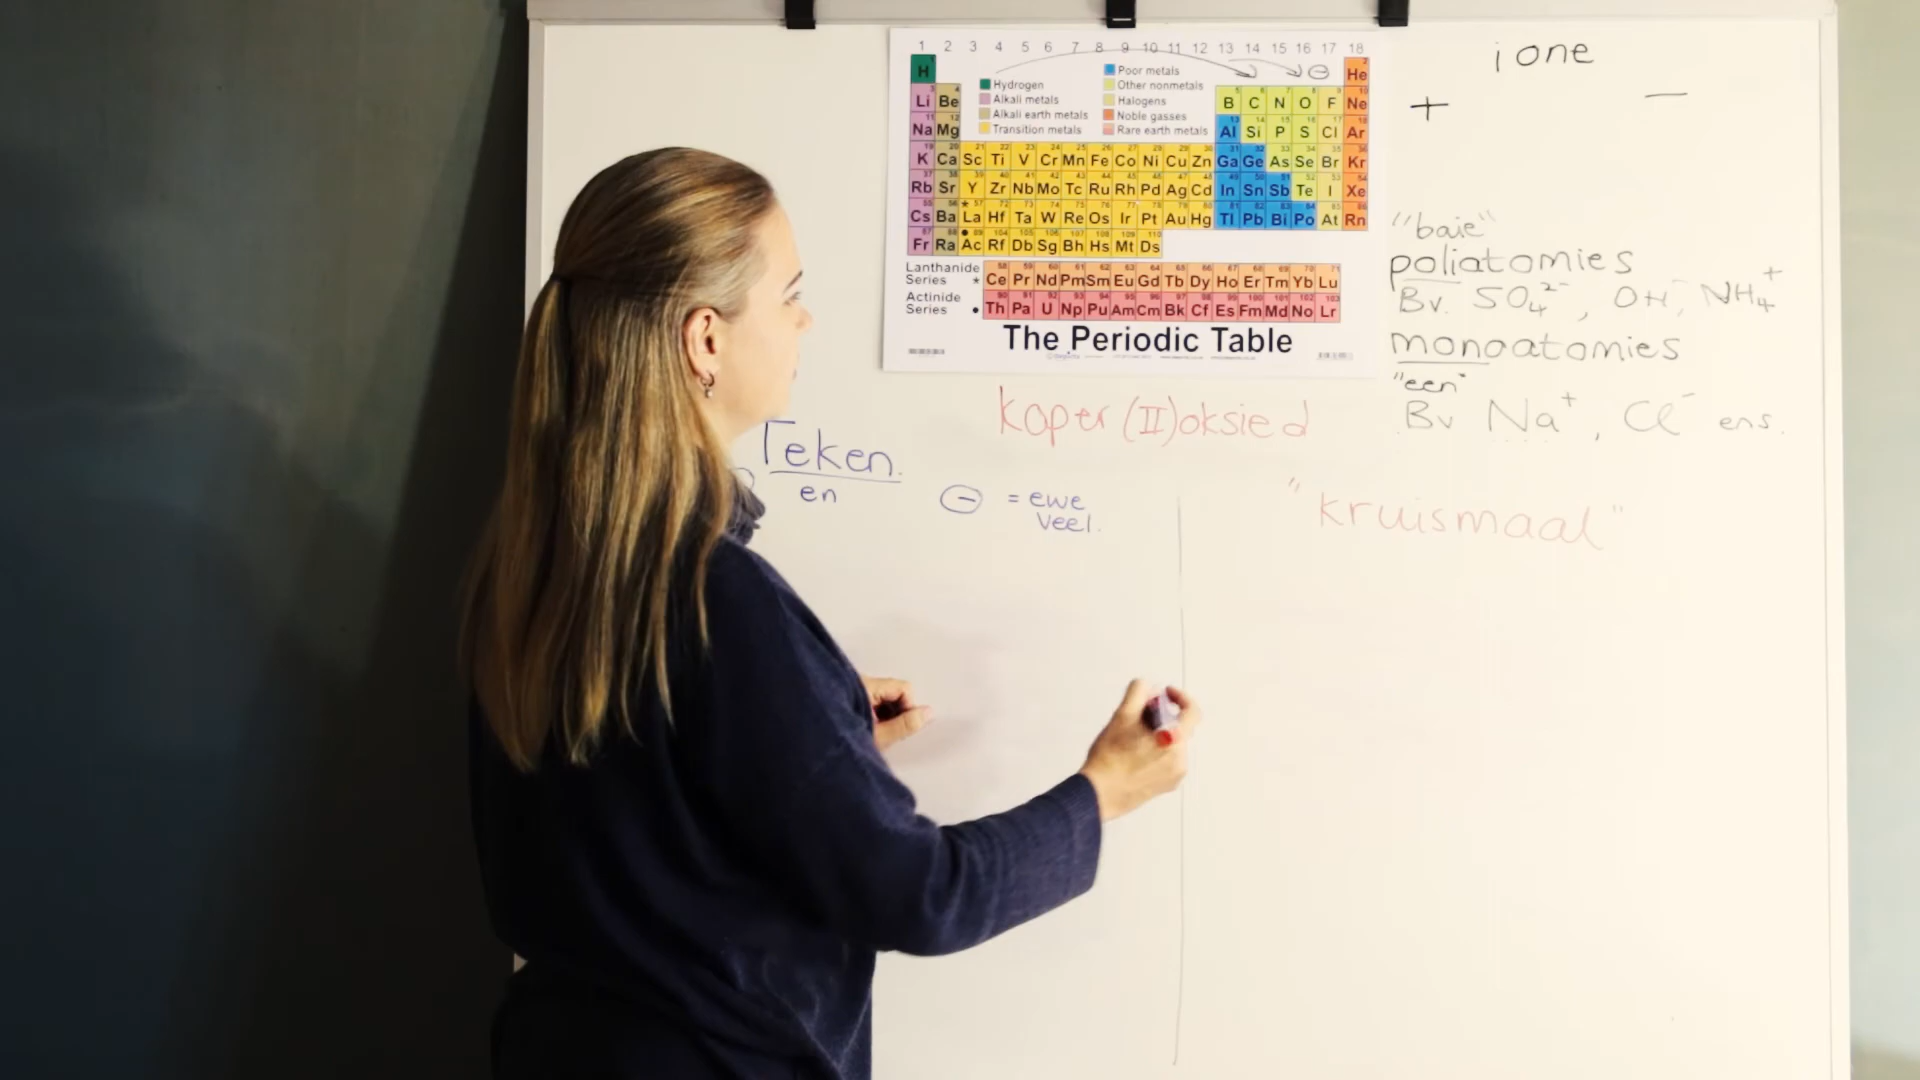 1 2 3 4 5 6 7 8 9 10 11 12 13 14 15 16 17 18
Hydrogen
Alkali metals
Alkali earth metals
Transition metals
Poor metals
Other nonmetals
Halogens
Noble gasses
Rare earth metals
H He
Li Be B C N O F Ne
Na Mg Al Si P S Cl Ar
K Ca Sc Ti V Cr Mn Fe Co Ni Cu Zn Ga Ge As Se Br Kr
Rb Sr Y Zr Nb Mo Tc Ru Rh Pd Ag Cd In Sn Sb Te I Xe
Cs Ba La Hf Ta W Re Os Ir Pt Au Hg Tl Pb Bi Po At Rn
Fr Ra Ac Rf Db Sg Bh Hs Mt Ds
Lanthanide
Series * Ce Pr Nd Pm Sm Eu Gd Tb Dy Ho Er Tm Yb Lu
Actinide
Series • Th Pa U Np Pu Am Cm Bk Cf Es Fm Md No Lr
The Periodic Table
ione
+ −
"baie"
poliatomies
Bv. SO₄²⁻, OH⁻, NH₄⁺
monoatomies
"een"
Bv Na⁺, Cl⁻ ens.
koper (II)oksied
Teken.
en
⊖ = ewe
veel.
"kruismaal"